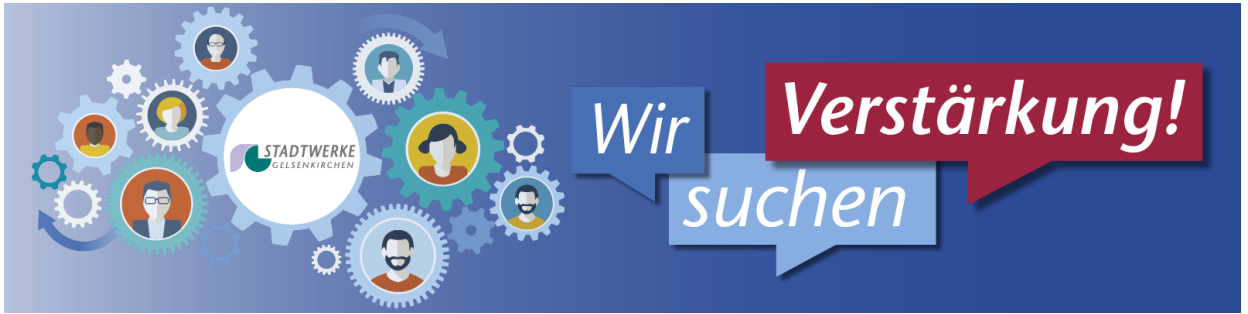 STADTWERKE
GELSENKIRCHEN
Wir
suchen
Verstärkung!